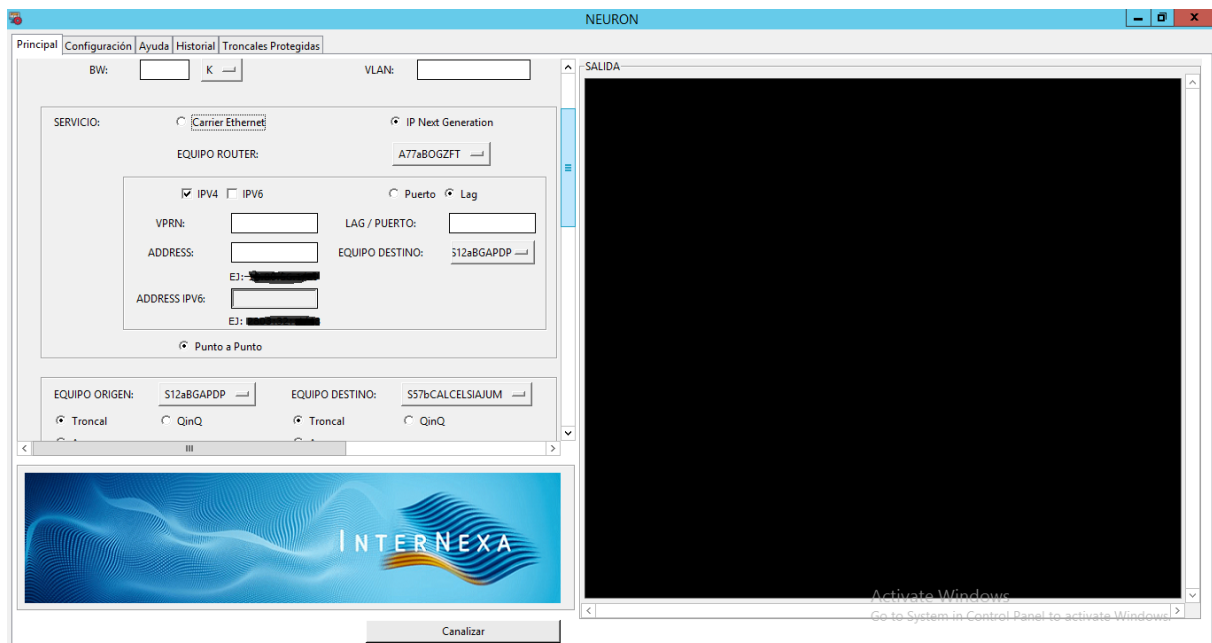 NEURON
Principal Configuración Ayuda Historial Troncales Protegidas
BW: K VLAN:
SERVICIO: Carrier Ethernet IP Next Generation
EQUIPO ROUTER: A77aBOGZFT
IPV4 IPV6 Puerto Lag
VPRN: LAG / PUERTO:
ADDRESS: EQUIPO DESTINO: S12aBGAPDP
EJ:
ADDRESS IPV6:
EJ:
Punto a Punto
EQUIPO ORIGEN: S12aBGAPDP EQUIPO DESTINO: S57bCALCELSIAJUM
Troncal QinQ Troncal QinQ
INTERNEXA
Canalizar
SALIDA
Activate Windows
Go to System in Control Panel to activate Windows.